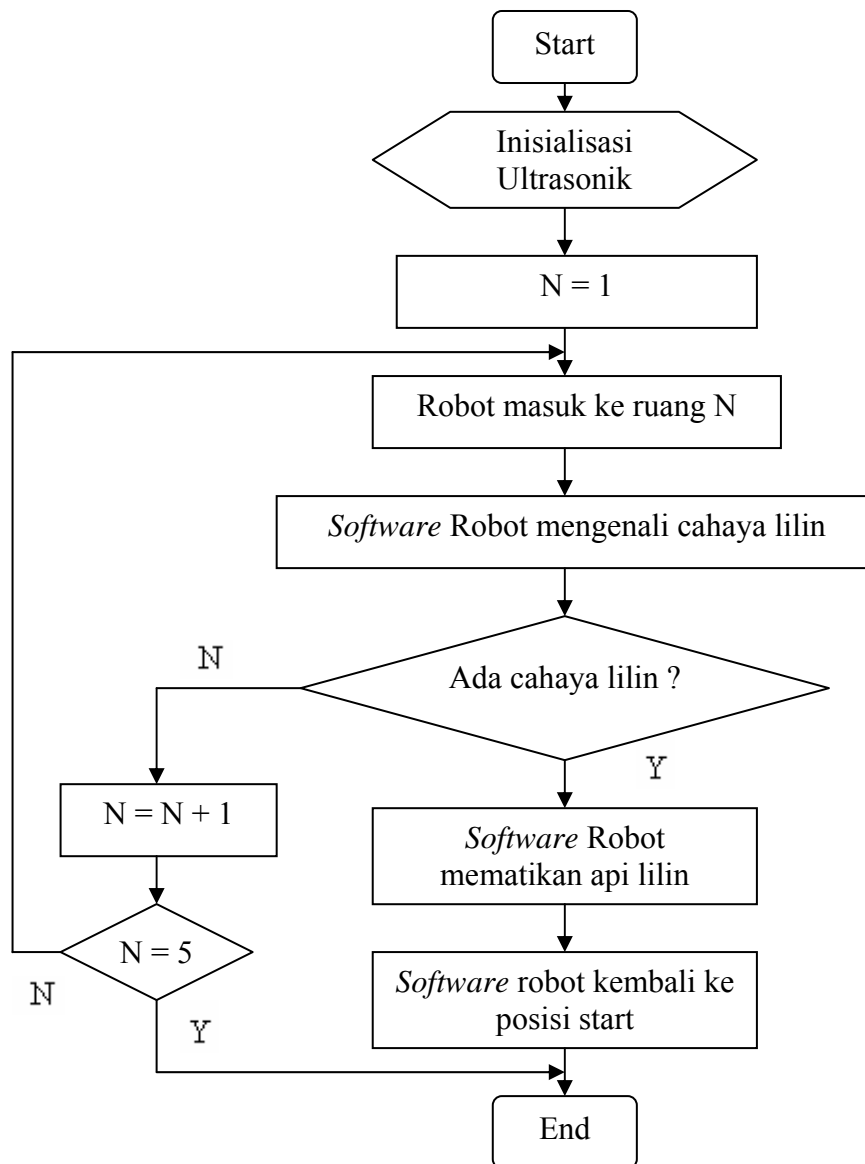 Start
Inisialisasi
Ultrasonik
N = 1
Robot masuk ke ruang N
Software Robot mengenali cahaya lilin
Ada cahaya lilin ?
N
Y
N = N + 1
Software Robot
mematikan api lilin
N = 5
N
Y
Software robot kembali ke
posisi start
End